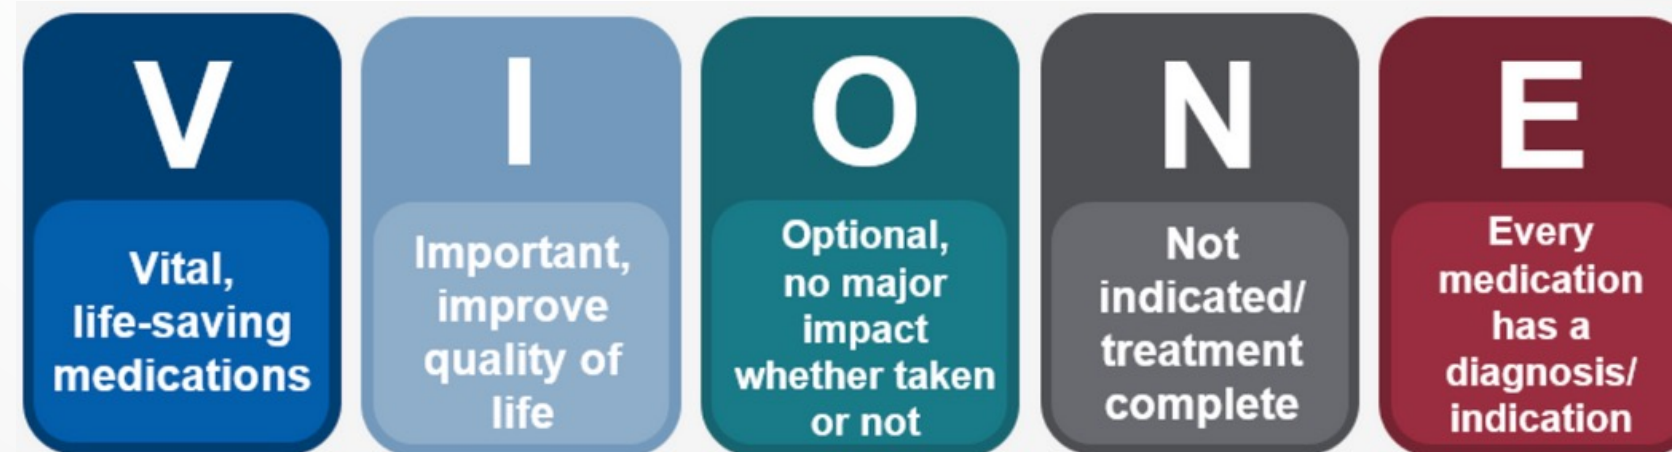 V
Vital,
life-saving
medications
I
Important,
improve
quality of
life
O
Optional,
no major
impact
whether taken
or not
N
Not
indicated/
treatment
complete
E
Every
medication
has a
diagnosis/
indication